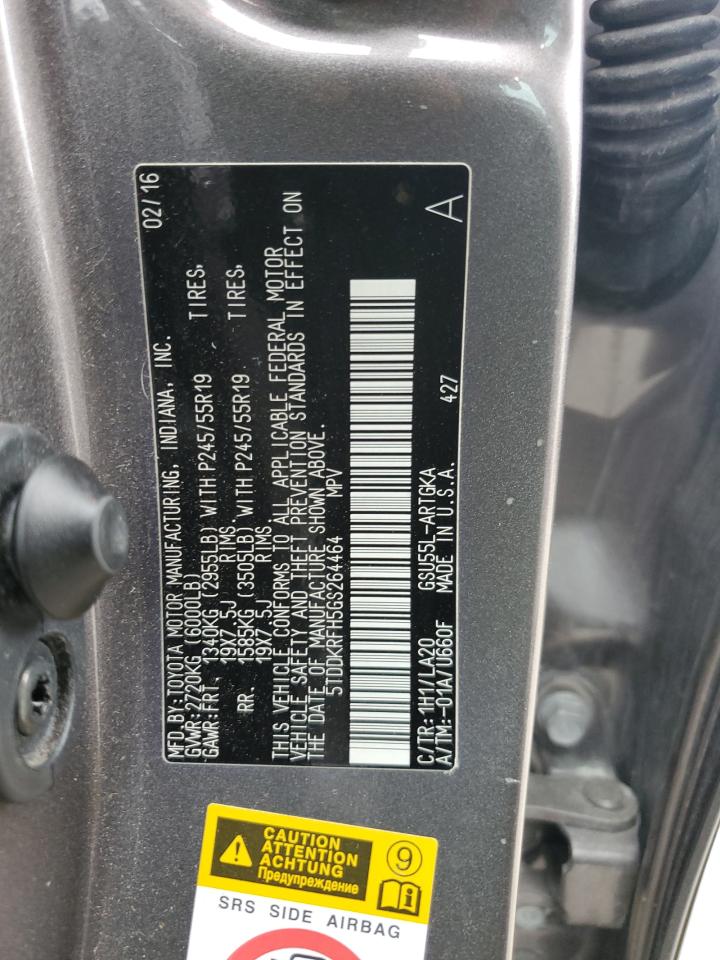 MFD.BY:TOYOTA MOTOR MANUFACTURING, INDIANA, INC. 02/16
GVWR:2720KG (6000LB)
GAWR:FRT. 1340KG (2955LB) WITH P245/55R19 TIRES,
19X7.5J RIMS,
RR. 1585KG (3505LB) WITH P245/55R19 TIRES,
19X7.5J RIMS.
THIS VEHICLE CONFORMS TO ALL APPLICABLE FEDERAL MOTOR
VEHICLE SAFETY AND THEFT PREVENTION STANDARDS IN EFFECT ON
THE DATE OF MANUFACTURE SHOWN ABOVE.
5TDDKRFH5GS264464 MPV
C/TR:1H1/LA20 GSU55L-ARTGKA 427 A
A/TM:-01A/U660F MADE IN U.S.A.
CAUTION
ATTENTION
ACHTUNG
Предупреждение
9
SRS SIDE AIRBAG